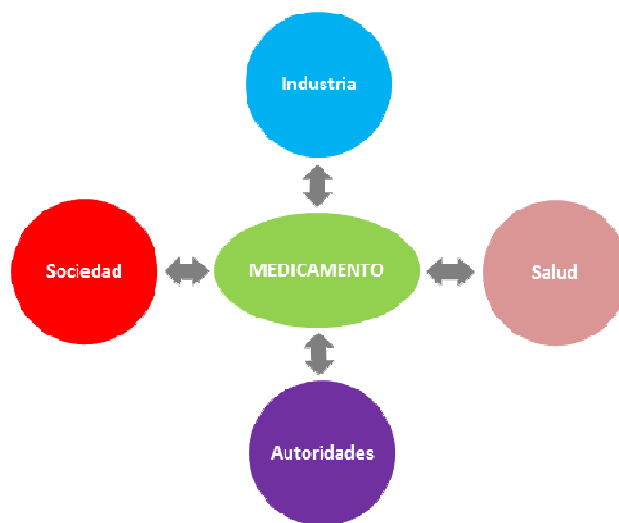 Industria
Sociedad
MEDICAMENTO
Salud
Autoridades